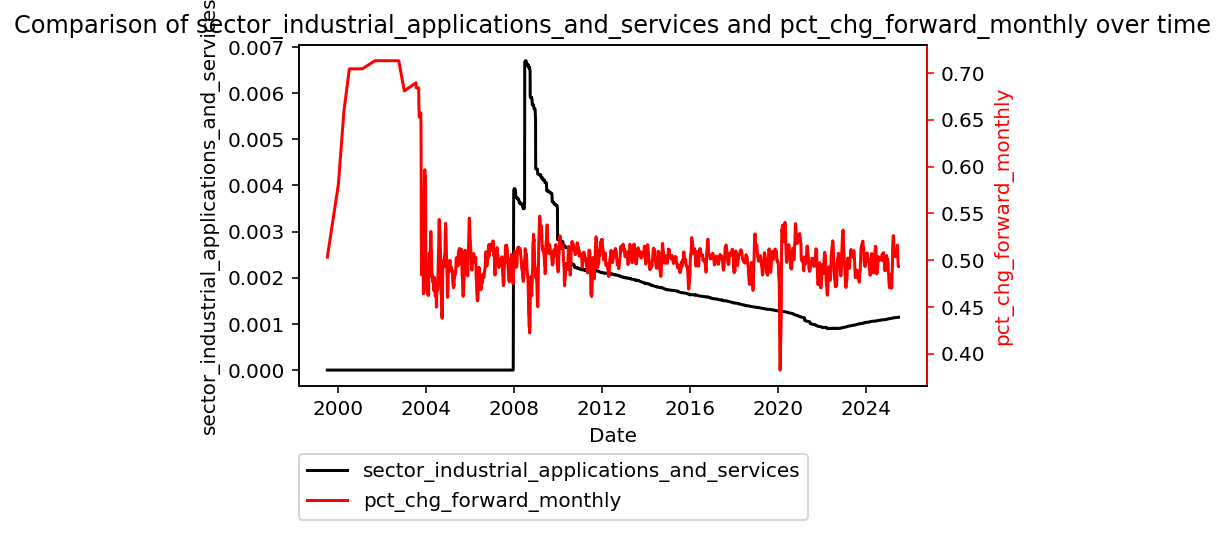 Comparison of sector_industrial_applications_and_services and pct_chg_forward_monthly over time
sector_industrial_applications_and_services
0.007
0.006
0.005
0.004
0.003
0.002
0.001
0.000
0.70
0.65
0.60
0.55
0.50
0.45
0.40
pct_chg_forward_monthly
2000 2004 2008 2012 2016 2020 2024
Date
sector_industrial_applications_and_services
pct_chg_forward_monthly